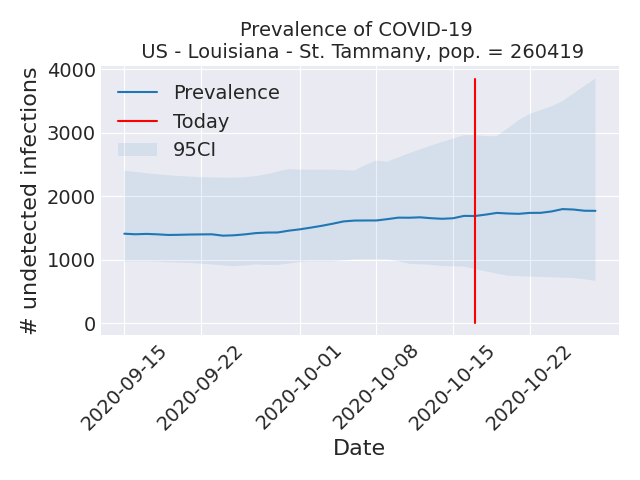 Prevalence of COVID-19
US - Louisiana - St. Tammany, pop. = 260419
# undetected infections
4000
3000
2000
1000
0
Prevalence
Today
95CI
2020-09-15
2020-09-22
2020-10-01
2020-10-08
2020-10-15
2020-10-22
Date